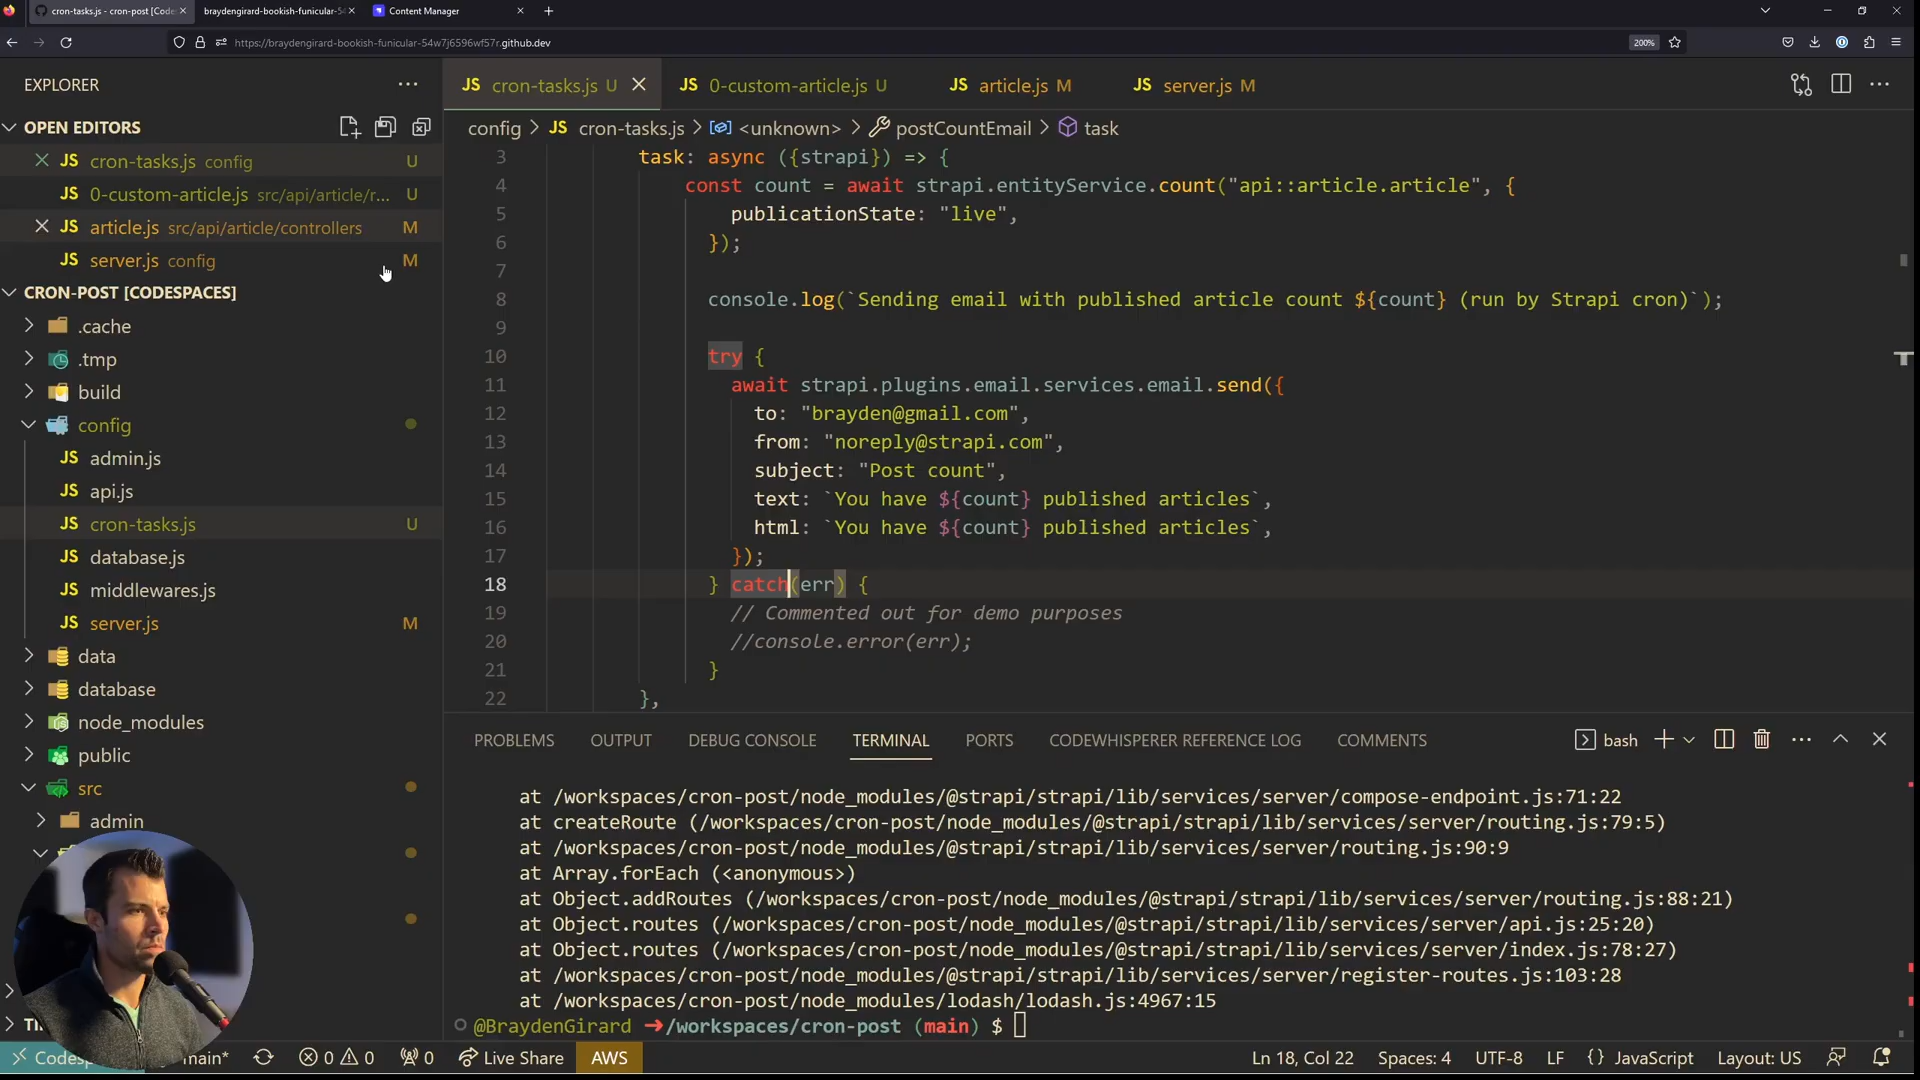 cron-tasks.js - cron-post [Codes
braydengirard-bookish-funicular-54
Content Manager
https://braydengirard-bookish-funicular-54w7j6596wf57r.github.dev
200%
EXPLORER
OPEN EDITORS
JS cron-tasks.js config U
JS 0-custom-article.js src/api/article/r... U
JS article.js src/api/article/controllers M
JS server.js config M
CRON-POST [CODESPACES]
.cache
.tmp
build
config
JS admin.js
JS api.js
JS cron-tasks.js U
JS database.js
JS middlewares.js
JS server.js M
data
database
node_modules
public
src
admin
JS cron-tasks.js U
JS 0-custom-article.js U
JS article.js M
JS server.js M
config > JS cron-tasks.js > <unknown> > postCountEmail > task
3 task: async ({strapi}) => {
4 const count = await strapi.entityService.count("api::article.article", {
5 publicationState: "live",
6 });
7
8 console.log(`Sending email with published article count ${count} (run by Strapi cron)`);
9
10 try {
11 await strapi.plugins.email.services.email.send({
12 to: "brayden@gmail.com",
13 from: "noreply@strapi.com",
14 subject: "Post count",
15 text: `You have ${count} published articles`,
16 html: `You have ${count} published articles`,
17 });
18 } catch(err) {
19 // Commented out for demo purposes
20 //console.error(err);
21 }
22 },
PROBLEMS OUTPUT DEBUG CONSOLE TERMINAL PORTS CODEWHISPERER REFERENCE LOG COMMENTS
bash
at /workspaces/cron-post/node_modules/@strapi/strapi/lib/services/server/compose-endpoint.js:71:22
at createRoute (/workspaces/cron-post/node_modules/@strapi/strapi/lib/services/server/routing.js:79:5)
at /workspaces/cron-post/node_modules/@strapi/strapi/lib/services/server/routing.js:90:9
at Array.forEach (<anonymous>)
at Object.addRoutes (/workspaces/cron-post/node_modules/@strapi/strapi/lib/services/server/routing.js:88:21)
at Object.routes (/workspaces/cron-post/node_modules/@strapi/strapi/lib/services/server/api.js:25:20)
at Object.routes (/workspaces/cron-post/node_modules/@strapi/strapi/lib/services/server/index.js:78:27)
at /workspaces/cron-post/node_modules/@strapi/strapi/lib/services/server/register-routes.js:103:28
at /workspaces/cron-post/node_modules/lodash/lodash.js:4967:15
@BraydenGirard ➜/workspaces/cron-post (main) $
main* 0 0 0 Live Share AWS Ln 18, Col 22 Spaces: 4 UTF-8 LF {} JavaScript Layout: US